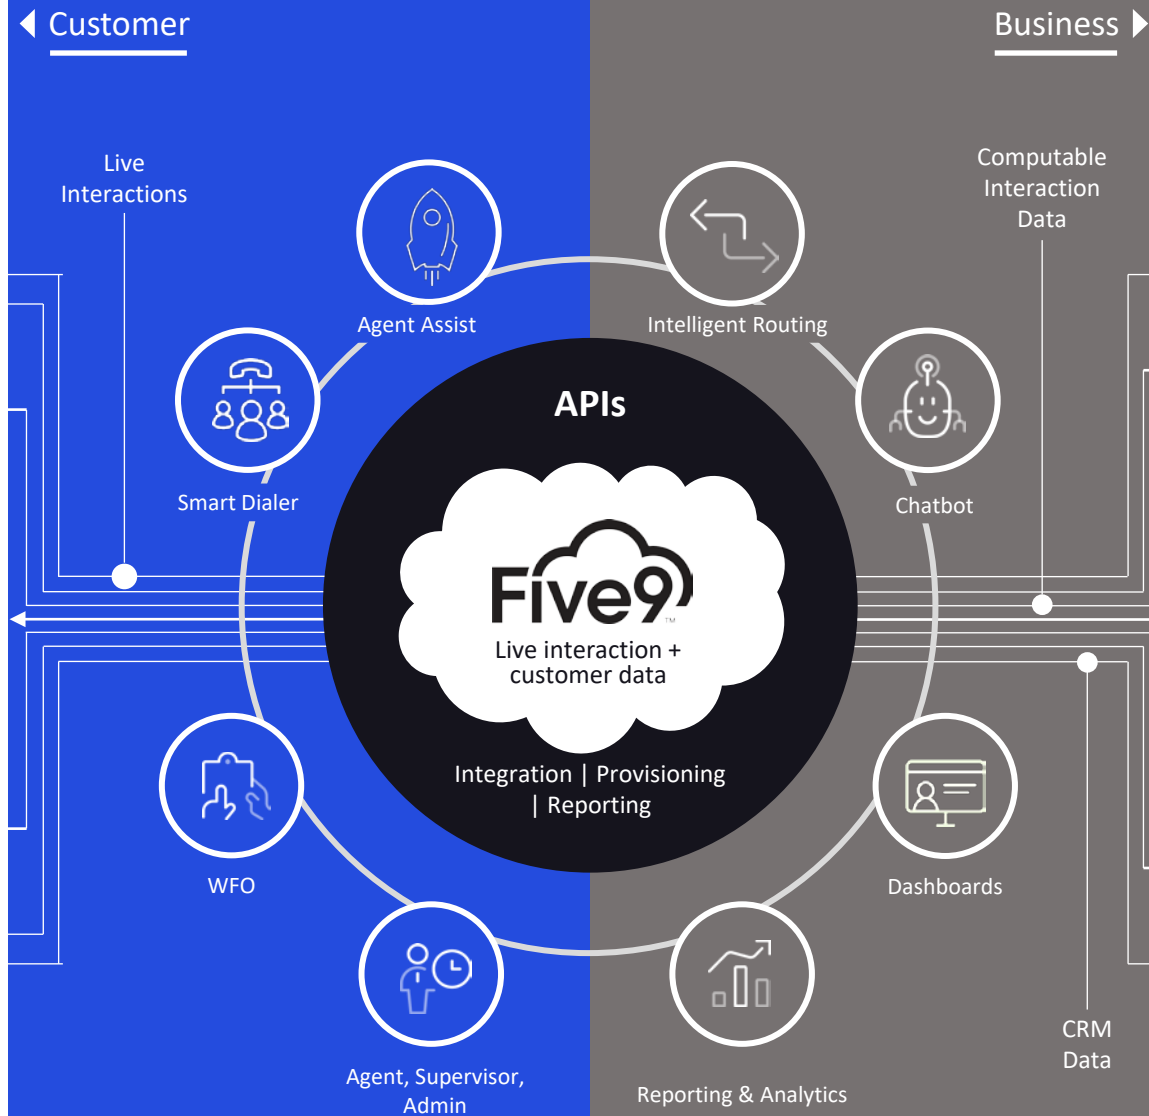 Customer
Business
Live
Interactions
Computable
Interaction
Data
Agent Assist
Intelligent Routing
APIs
Smart Dialer
Chatbot
Five9
TM
Live interaction +
customer data
Integration | Provisioning
| Reporting
WFO
Dashboards
CRM
Data
Agent, Supervisor,
Admin
Reporting & Analytics